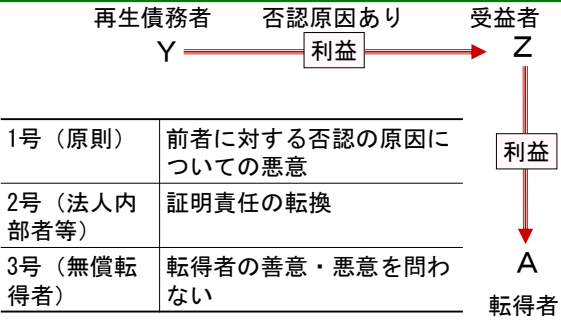 再生債務者 否認原因あり 受益者
Y 利益 Z
1号（原則） 前者に対する否認の原因に
ついての悪意
利益
2号（法人内
部者等）
証明責任の転換
3号（無償転
得者）
転得者の善意・悪意を問わ
ない
A
転得者